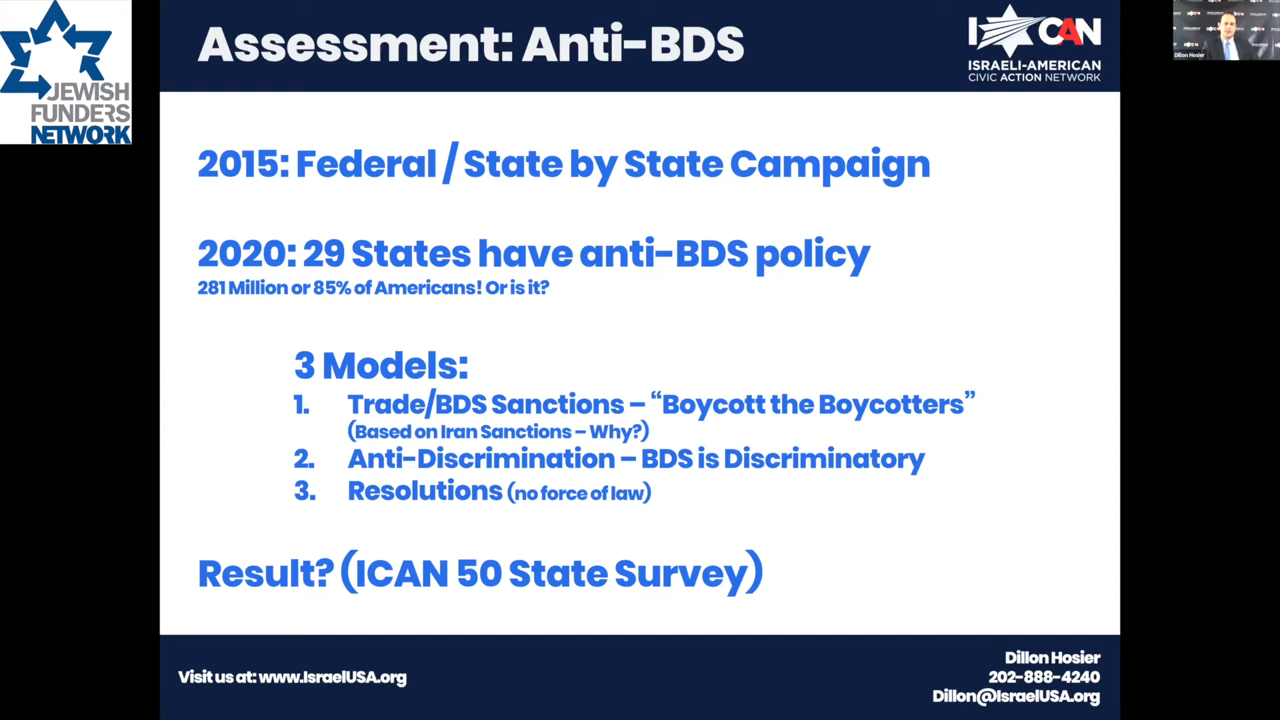 JEWISH
FUNDERS
NETWORK
Assessment: Anti-BDS
ICAN
ISRAELI-AMERICAN
CIVIC ACTION NETWORK
Dillon Hosier
2015: Federal / State by State Campaign
2020: 29 States have anti-BDS policy
281 Million or 85% of Americans! Or is it?
3 Models:
1. Trade/BDS Sanctions – “Boycott the Boycotters”
(Based on Iran Sanctions – Why?)
2. Anti-Discrimination – BDS is Discriminatory
3. Resolutions (no force of law)
Result? (ICAN 50 State Survey)
Visit us at: www.IsraelUSA.org
Dillon Hosier
202-888-4240
Dillon@IsraelUSA.org